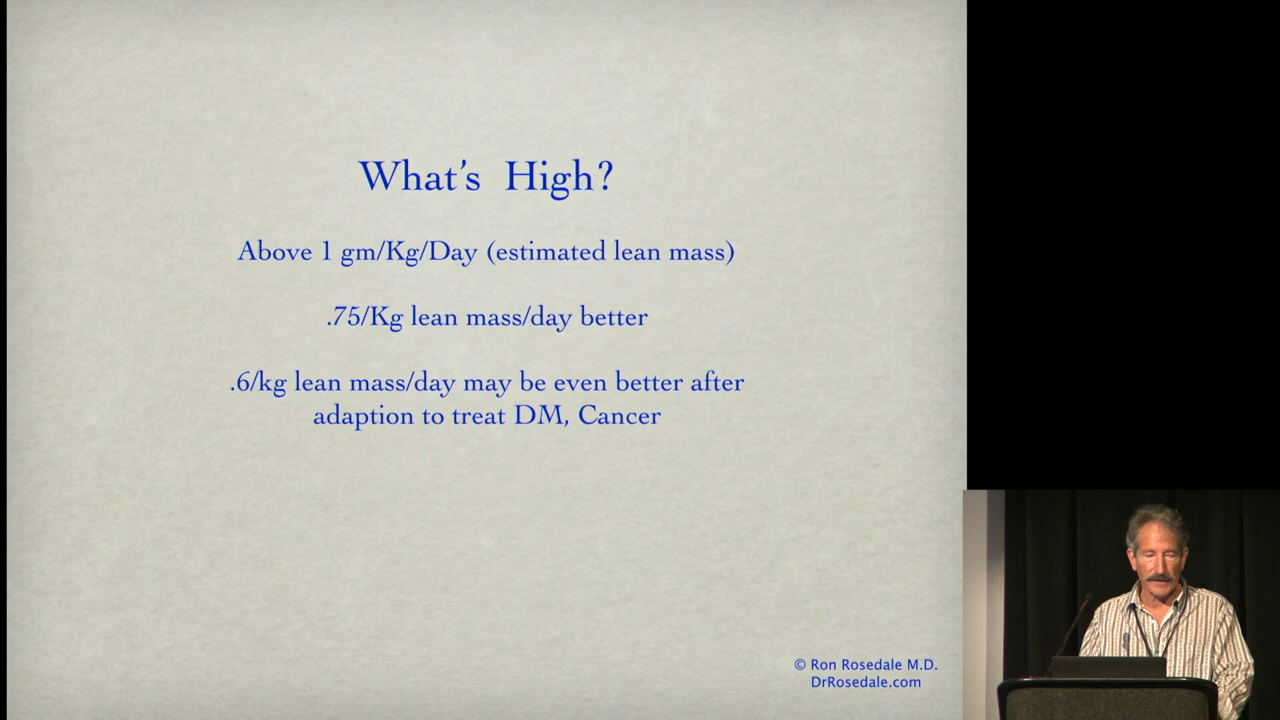 What's High?
Above 1 gm/Kg/Day (estimated lean mass)
.75/Kg lean mass/day better
.6/kg lean mass/day may be even better after
adaption to treat DM, Cancer
© Ron Rosedale M.D.
DrRosedale.com